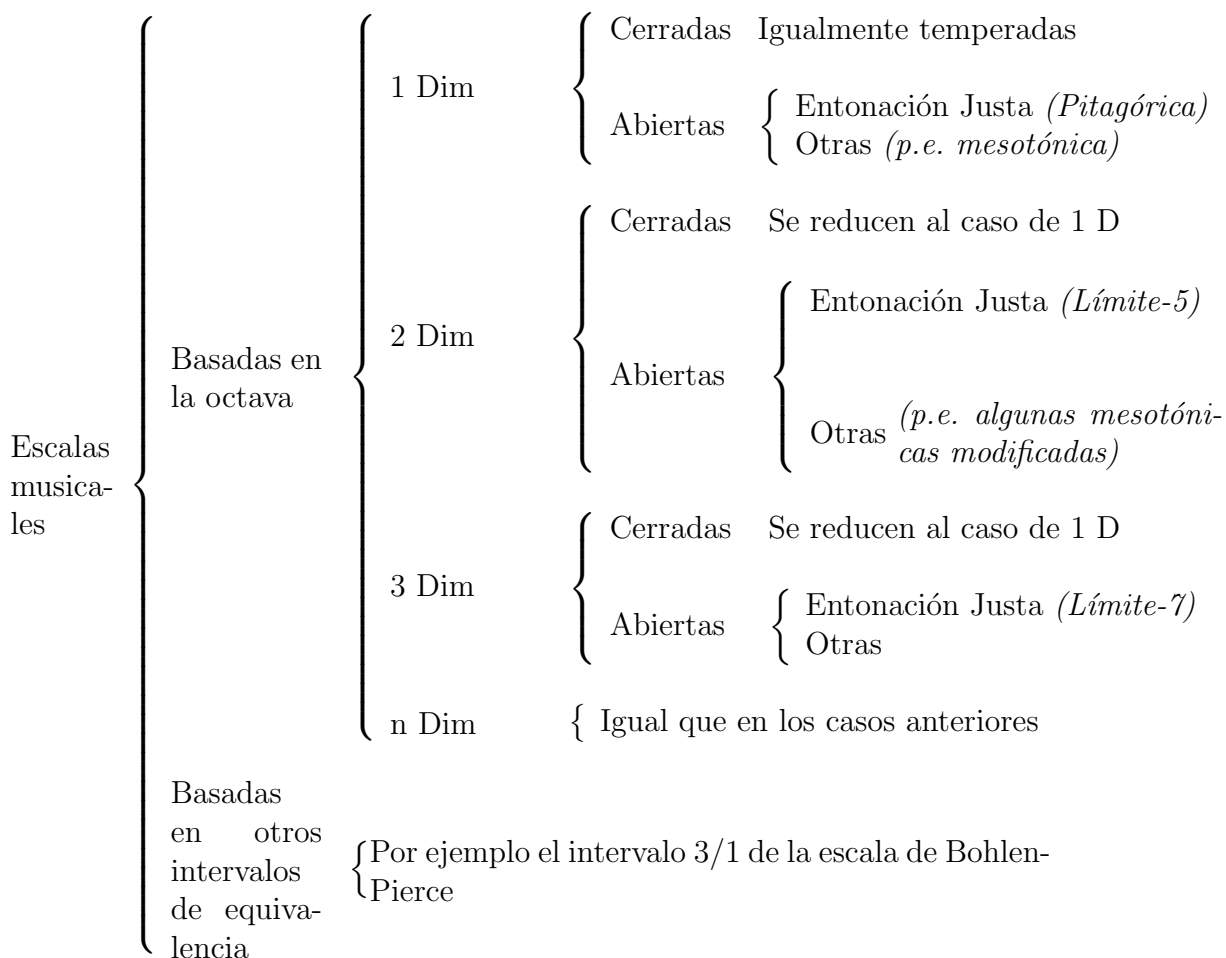 Escalas
musica-
les
Basadas en
la octava
1 Dim
Cerradas Igualmente temperadas
Abiertas
Entonación Justa (Pitagórica)
Otras (p.e. mesotónica)
2 Dim
Cerradas Se reducen al caso de 1 D
Abiertas
Entonación Justa (Límite-5)
Otras (p.e. algunas mesotóni-
cas modificadas)
3 Dim
Cerradas Se reducen al caso de 1 D
Abiertas
Entonación Justa (Límite-7)
Otras
n Dim
Igual que en los casos anteriores
Basadas
en otros
intervalos
de equiva-
lencia
Por ejemplo el intervalo 3/1 de la escala de Bohlen-
Pierce